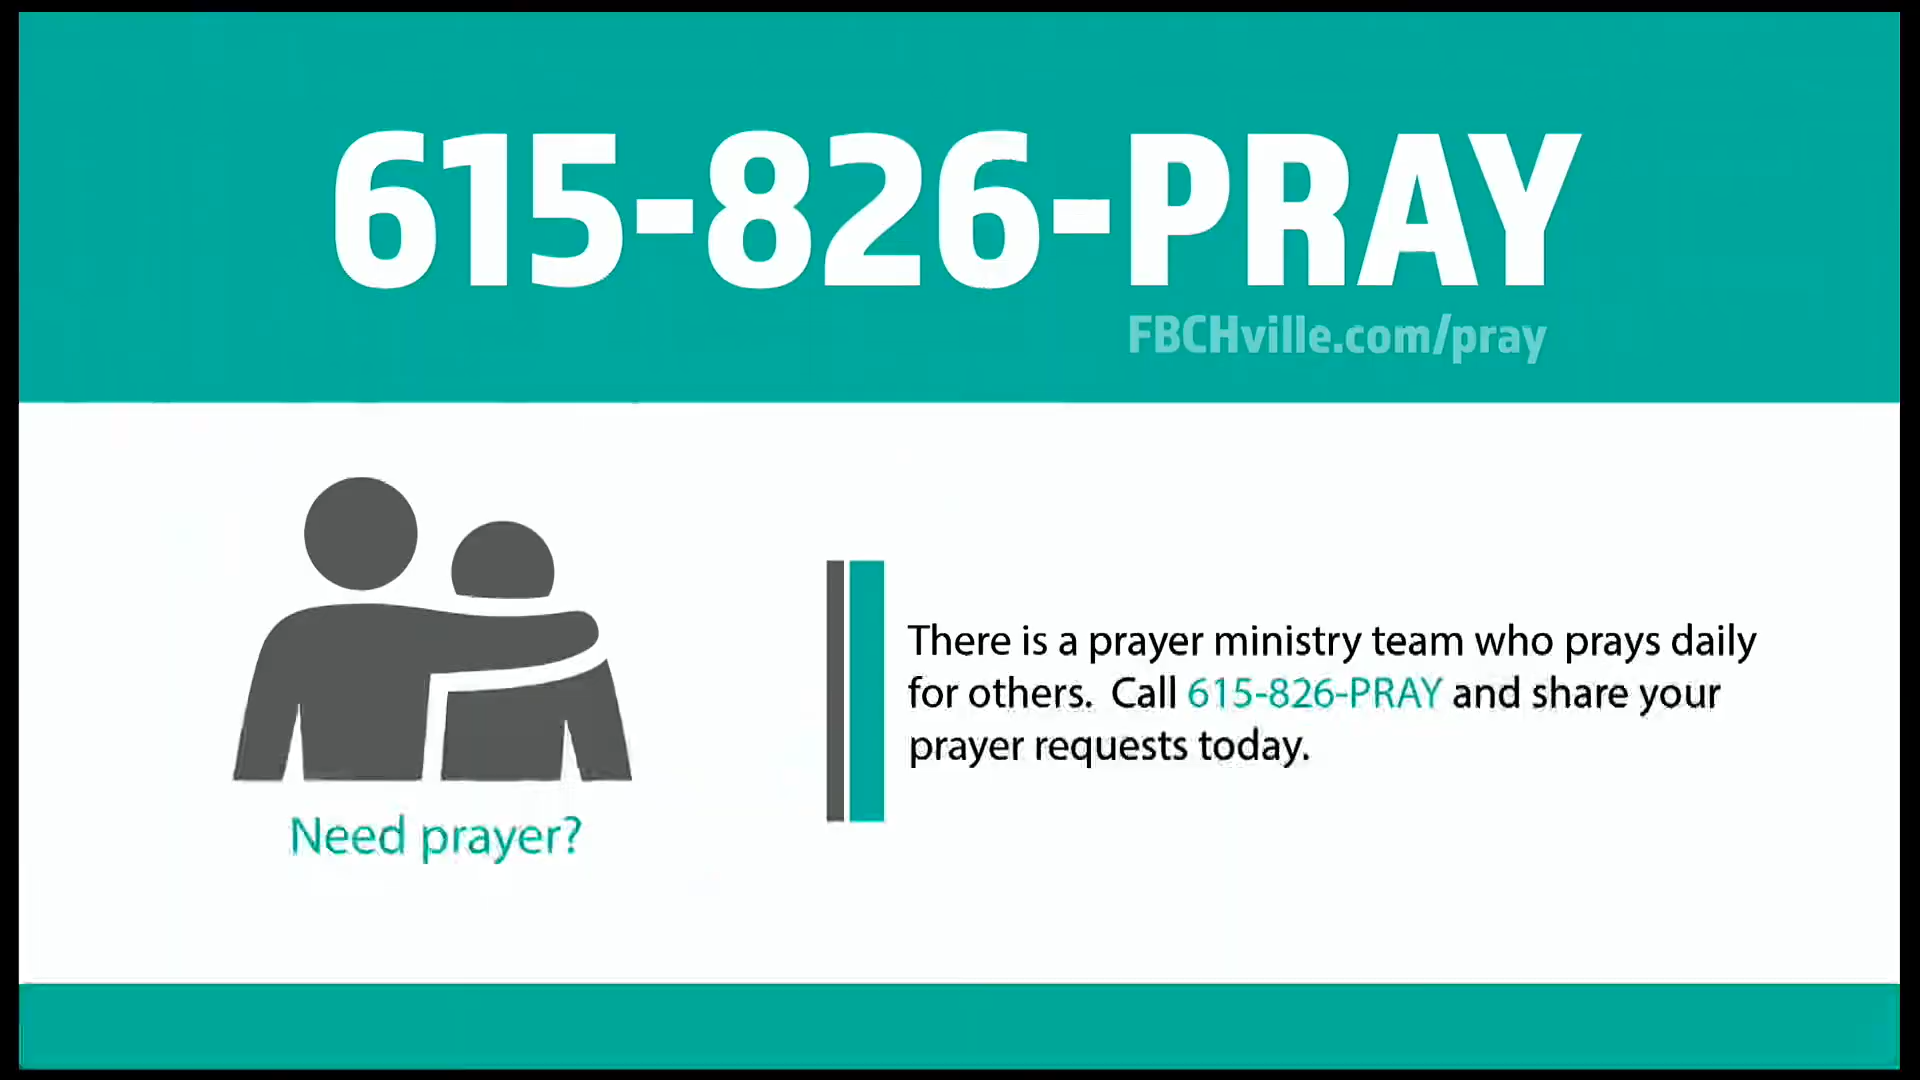 615-826-PRAY
FBCHville.com/pray
There is a prayer ministry team who prays daily
for others.  Call 615-826-PRAY and share your
prayer requests today.
Need prayer?